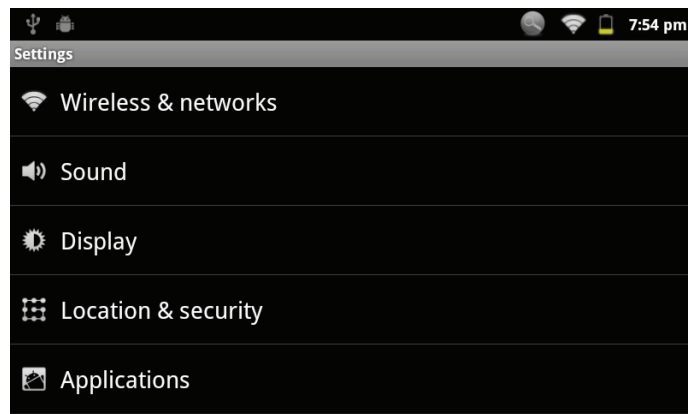 7:54 pm
Settings
Wireless & networks
Sound
Display
Location & security
Applications